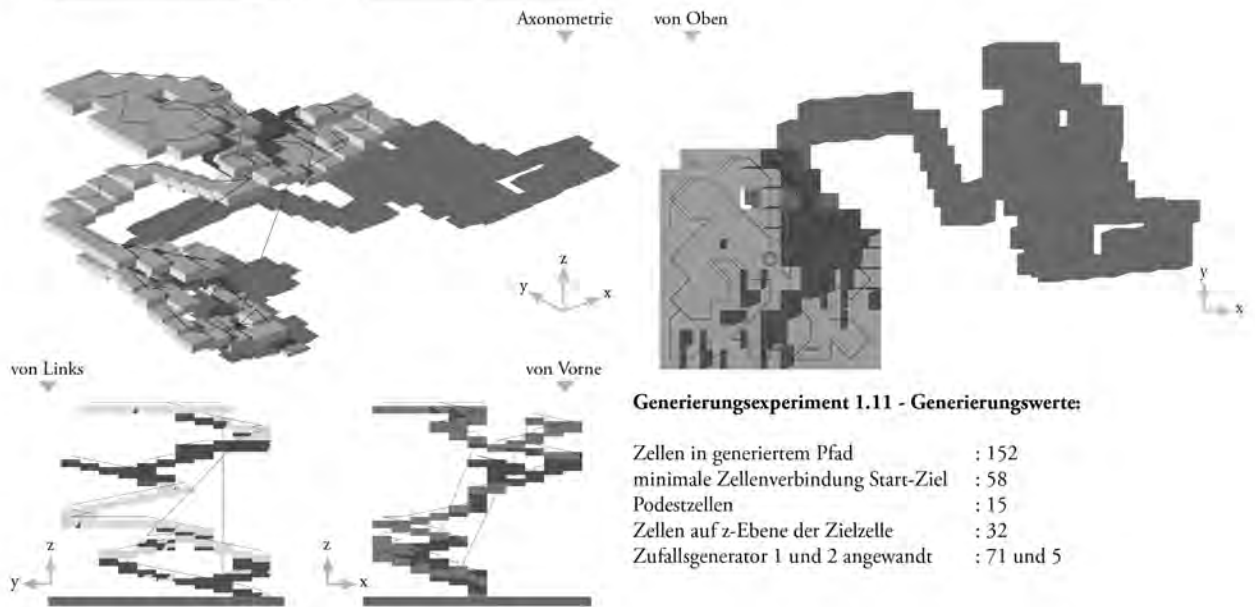 Axonometrie
von Oben
z
y
x
y
x
von Links
von Vorne
z
y
z
x
Generierungsexperiment 1.11 - Generierungswerte:
Zellen in generiertem Pfad : 152
minimale Zellenverbindung Start-Ziel : 58
Podestzellen : 15
Zellen auf z-Ebene der Zielzelle : 32
Zufallsgenerator 1 und 2 angewandt : 71 und 5